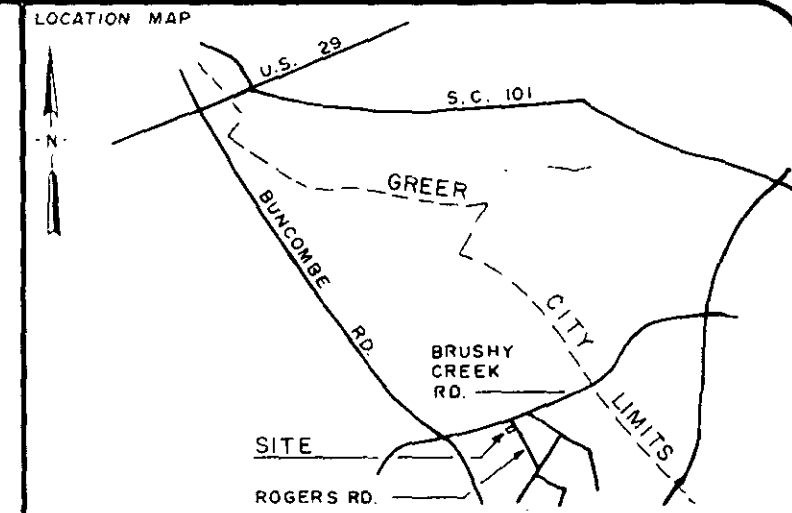 LOCATION MAP
U.S. 29
S.C. 101
- N -
GREER
BUNCOMBE RD.
CITY
BRUSHY
CREEK
RD.
LIMITS
SITE
ROGERS RD.